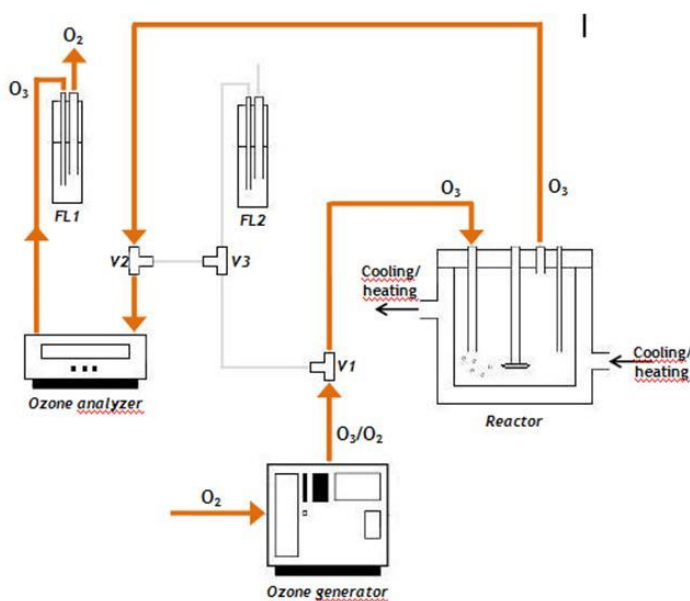 O₂
O₃
FL1
FL2
O₃
O₃
V2
V3
Cooling/
heating
Cooling/
heating
V1
Ozone analyzer
Reactor
O₃/O₂
O₂
Ozone generator